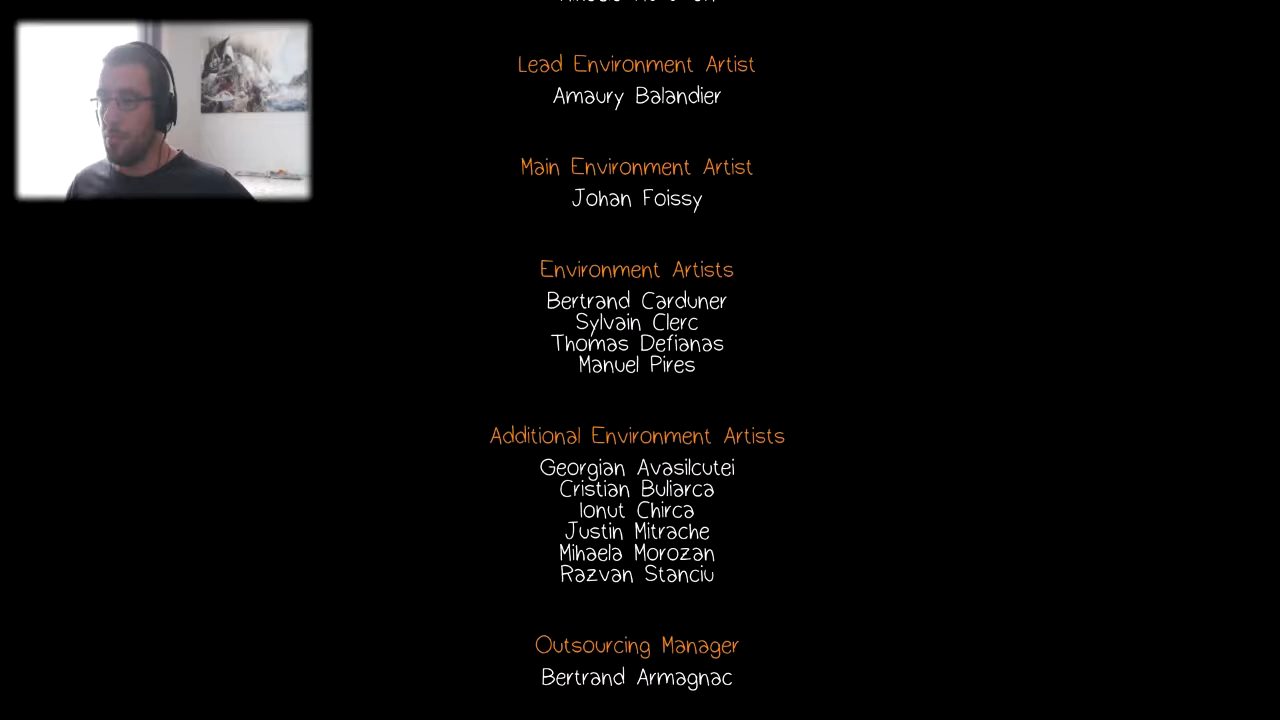 Lead Environment Artist
Amaury Balandier
Main Environment Artist
Johan Foissy
Environment Artists
Bertrand Carduner
Sylvain Clerc
Thomas Defianas
Manuel Pires
Additional Environment Artists
Georgian Avasilcutei
Cristian Buliarca
Ionut Chirca
Justin Mitrache
Mihaela Morozan
Razvan Stanciu
Outsourcing Manager
Bertrand Armagnac